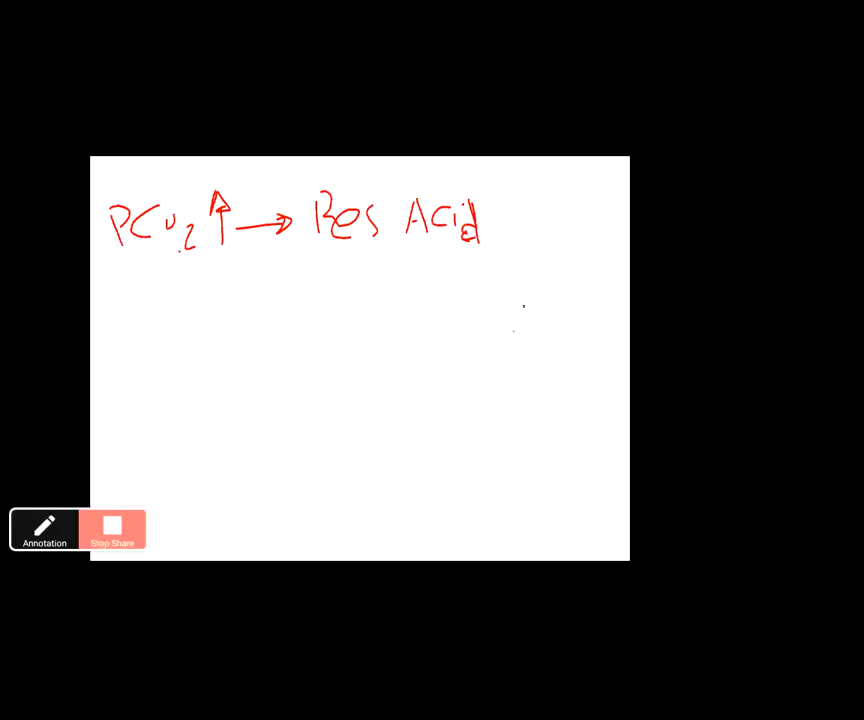 PCO₂ ↑ → Res Acid
Annotation
Stop Share